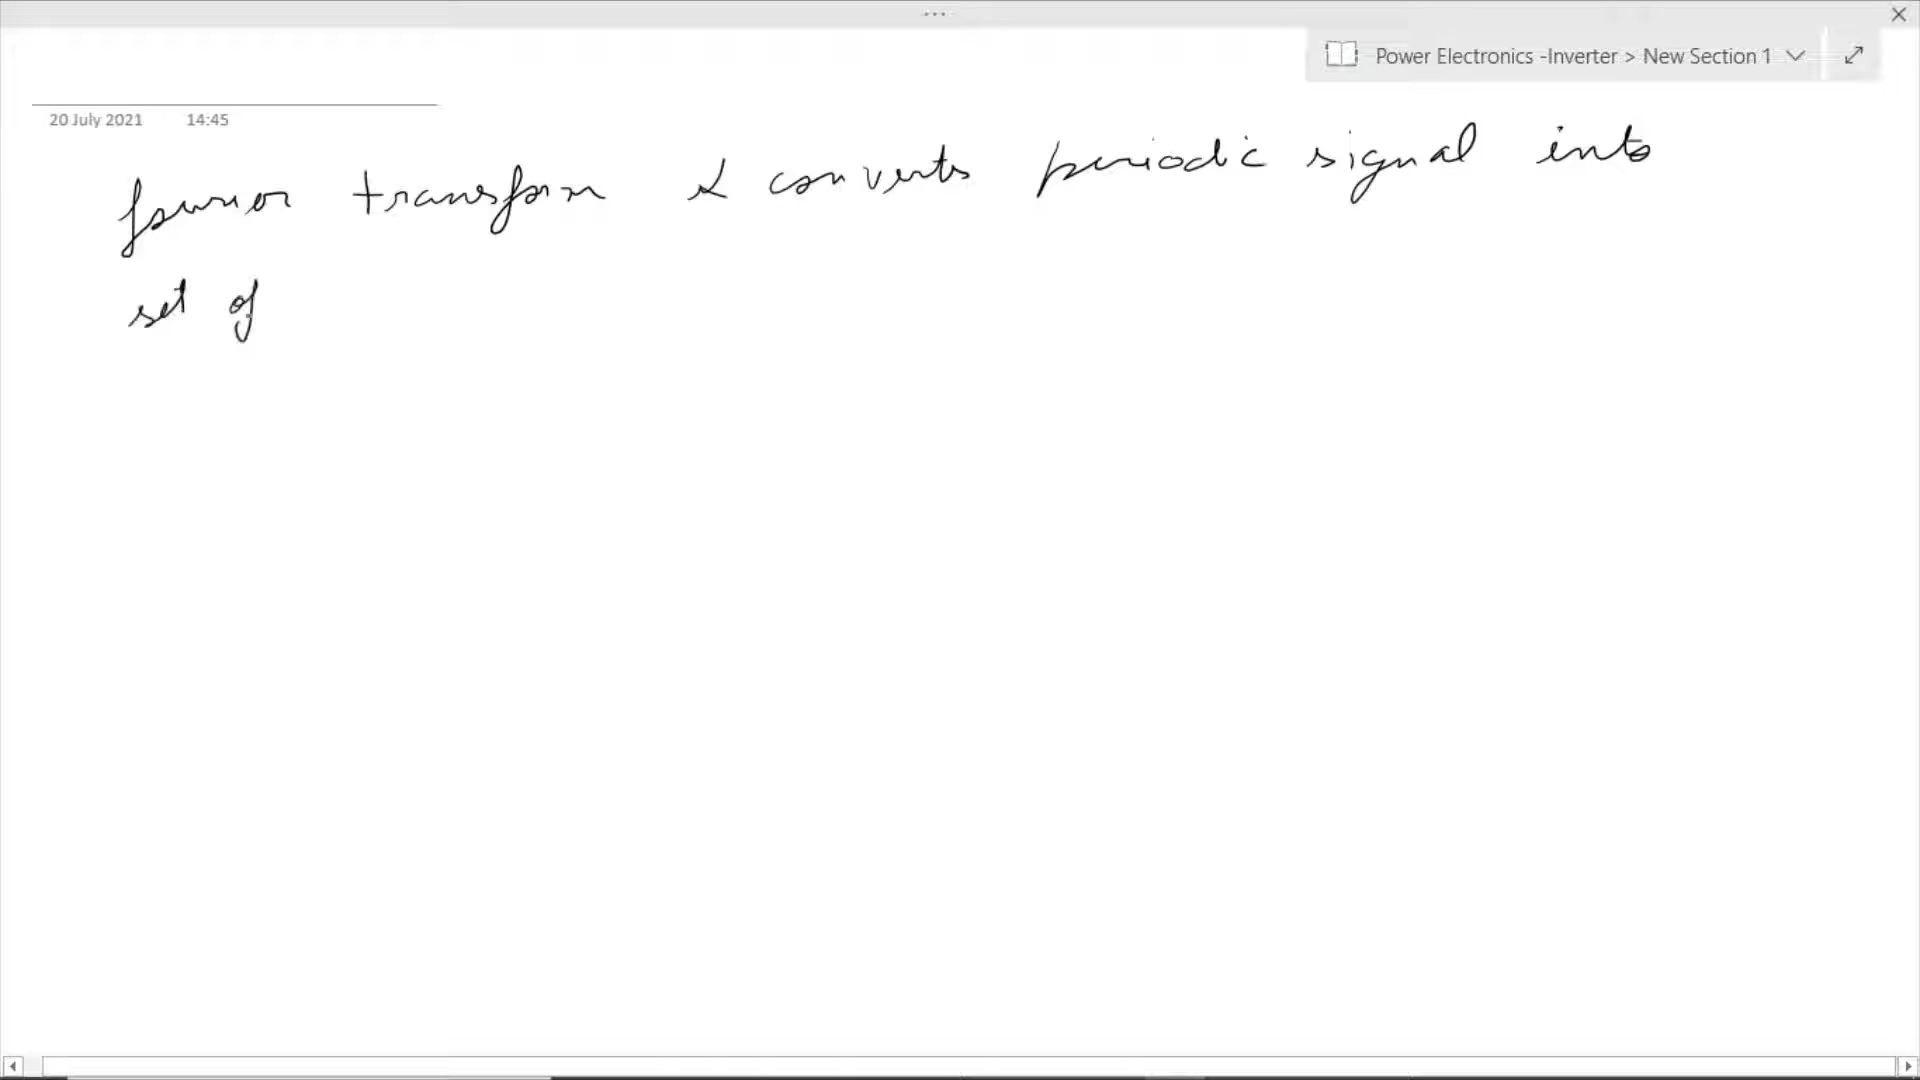 Power Electronics -Inverter > New Section 1
20 July 2021 14:45
fourier transform & converts periodic signal into
set of